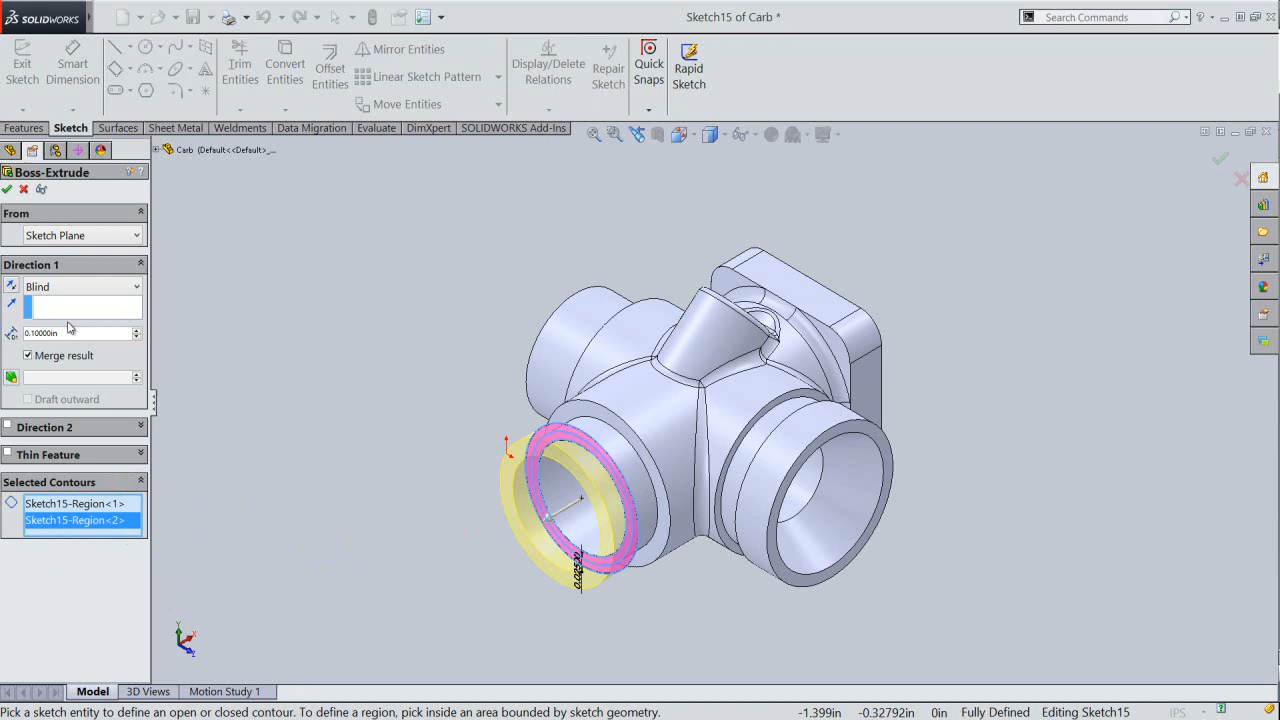 SOLIDWORKS
Sketch15 of Carb *
Search Commands
Exit Sketch
Smart Dimension
Trim Entities
Convert Entities
Offset Entities
Mirror Entities
Linear Sketch Pattern
Move Entities
Display/Delete Relations
Repair Sketch
Quick Snaps
Rapid Sketch
Features
Sketch
Surfaces
Sheet Metal
Weldments
Data Migration
Evaluate
DimXpert
SOLIDWORKS Add-Ins
Carb (Default<<Default>_...
Boss-Extrude
From
Sketch Plane
Direction 1
Blind
0.10000in
Merge result
Draft outward
Direction 2
Thin Feature
Selected Contours
Sketch15-Region<1>
Sketch15-Region<2>
Y
X
Z
Model
3D Views
Motion Study 1
Pick a sketch entity to define an open or closed contour. To define a region, pick inside an area bounded by sketch geometry.
-1.399in
-0.32792in
0in
Fully Defined
Editing Sketch15
IPS